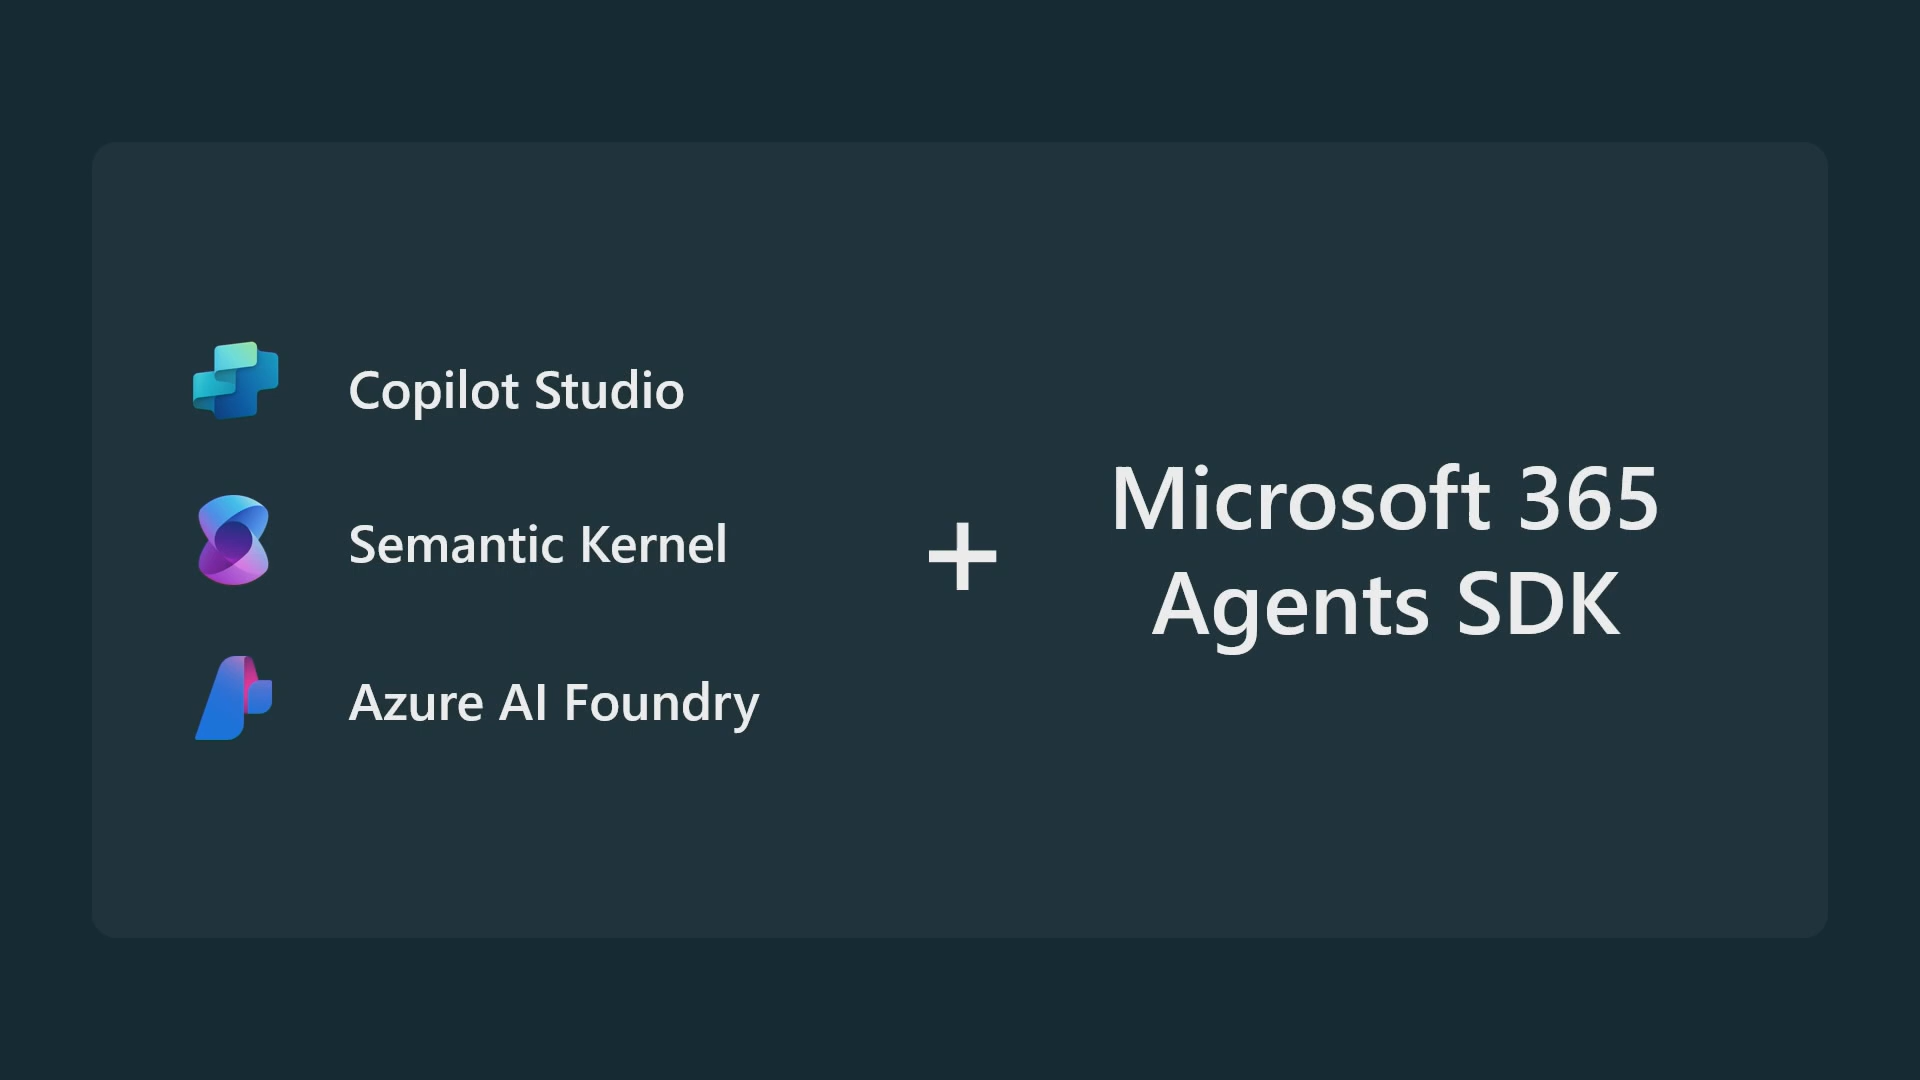 Copilot Studio
Semantic Kernel
Azure AI Foundry
+
Microsoft 365
Agents SDK